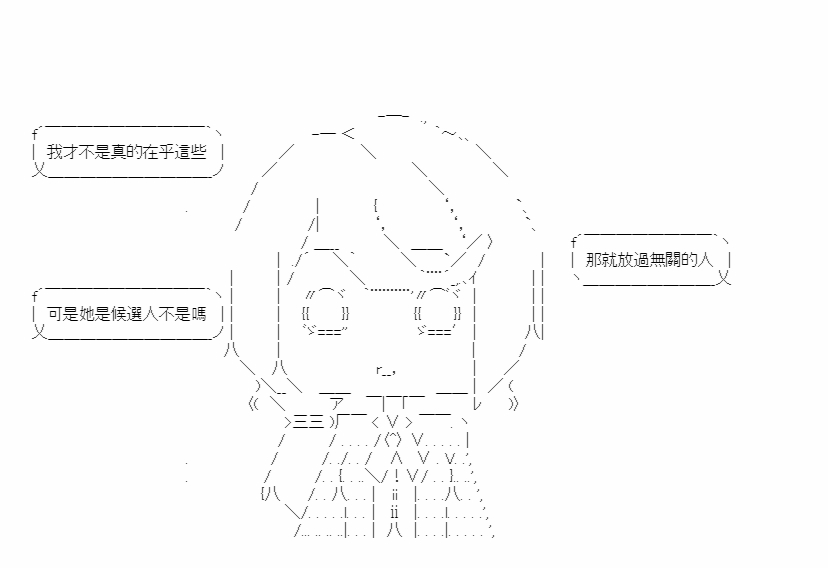 我才不是真的在乎這些
那就放過無關的人
可是她是候選人不是嗎